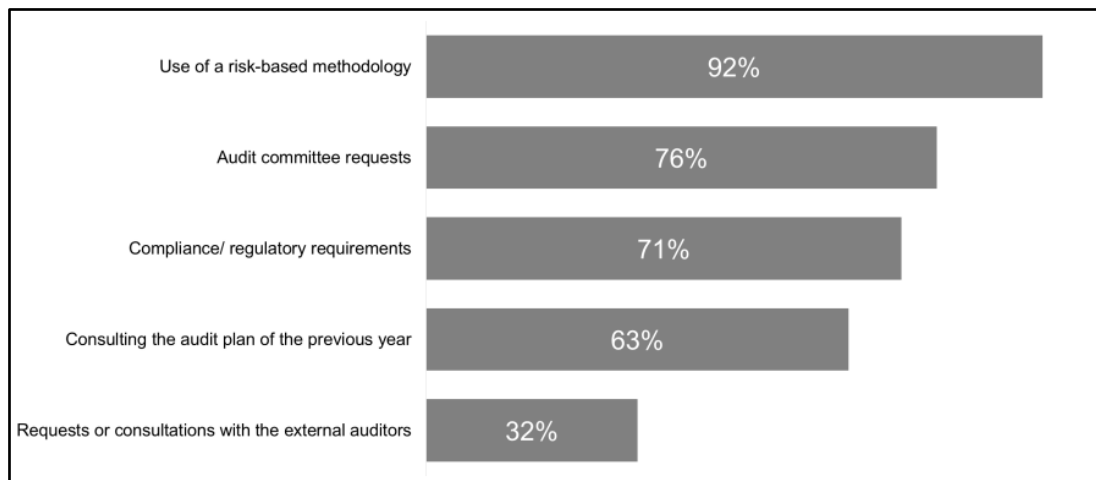 Use of a risk-based methodology
92%
Audit committee requests
76%
Compliance/ regulatory requirements
71%
Consulting the audit plan of the previous year
63%
Requests or consultations with the external auditors
32%